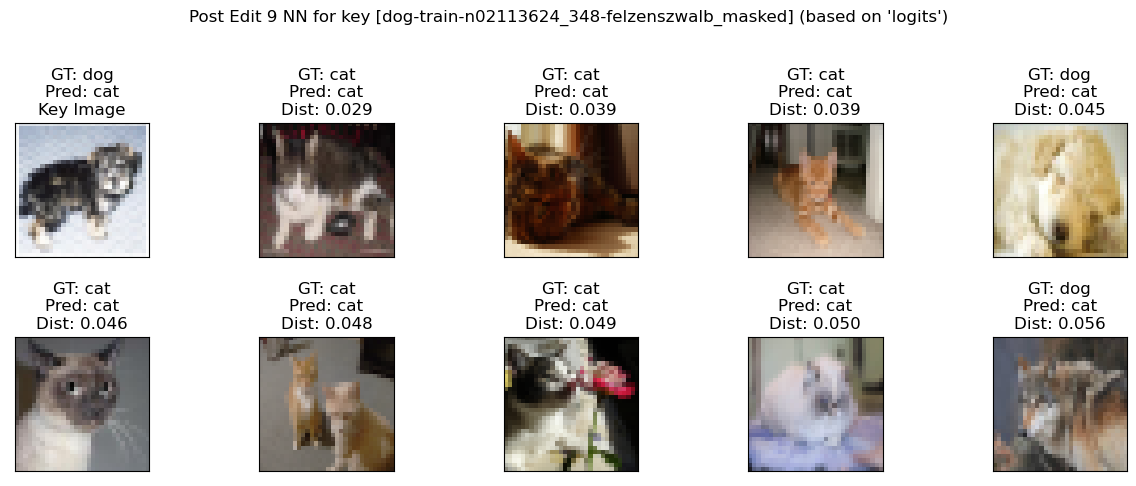 Post Edit 9 NN for key [dog-train-n02113624_348-felzenszwalb_masked] (based on 'logits')
GT: dog
Pred: cat
Key Image
GT: cat
Pred: cat
Dist: 0.029
GT: cat
Pred: cat
Dist: 0.039
GT: cat
Pred: cat
Dist: 0.039
GT: dog
Pred: cat
Dist: 0.045
GT: cat
Pred: cat
Dist: 0.046
GT: cat
Pred: cat
Dist: 0.048
GT: cat
Pred: cat
Dist: 0.049
GT: cat
Pred: cat
Dist: 0.050
GT: dog
Pred: cat
Dist: 0.056